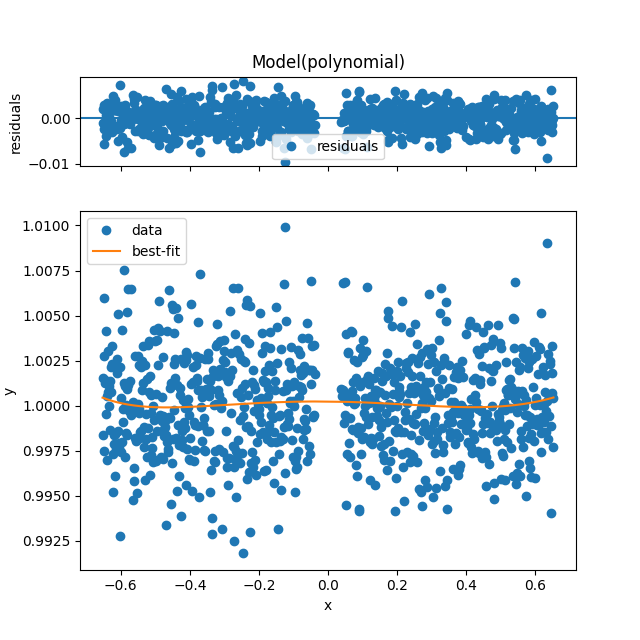 Model(polynomial)
residuals
0.00
−0.01
residuals
data
best-fit
1.0100
1.0075
1.0050
1.0025
1.0000
0.9975
0.9950
0.9925
y
−0.6 −0.4 −0.2 0.0 0.2 0.4 0.6
x